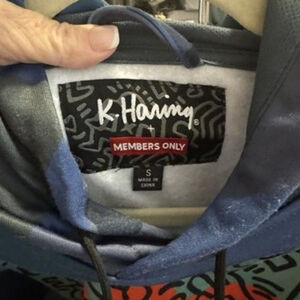 K. Haring®
MEMBERS ONLY
S
MADE IN
CHINA